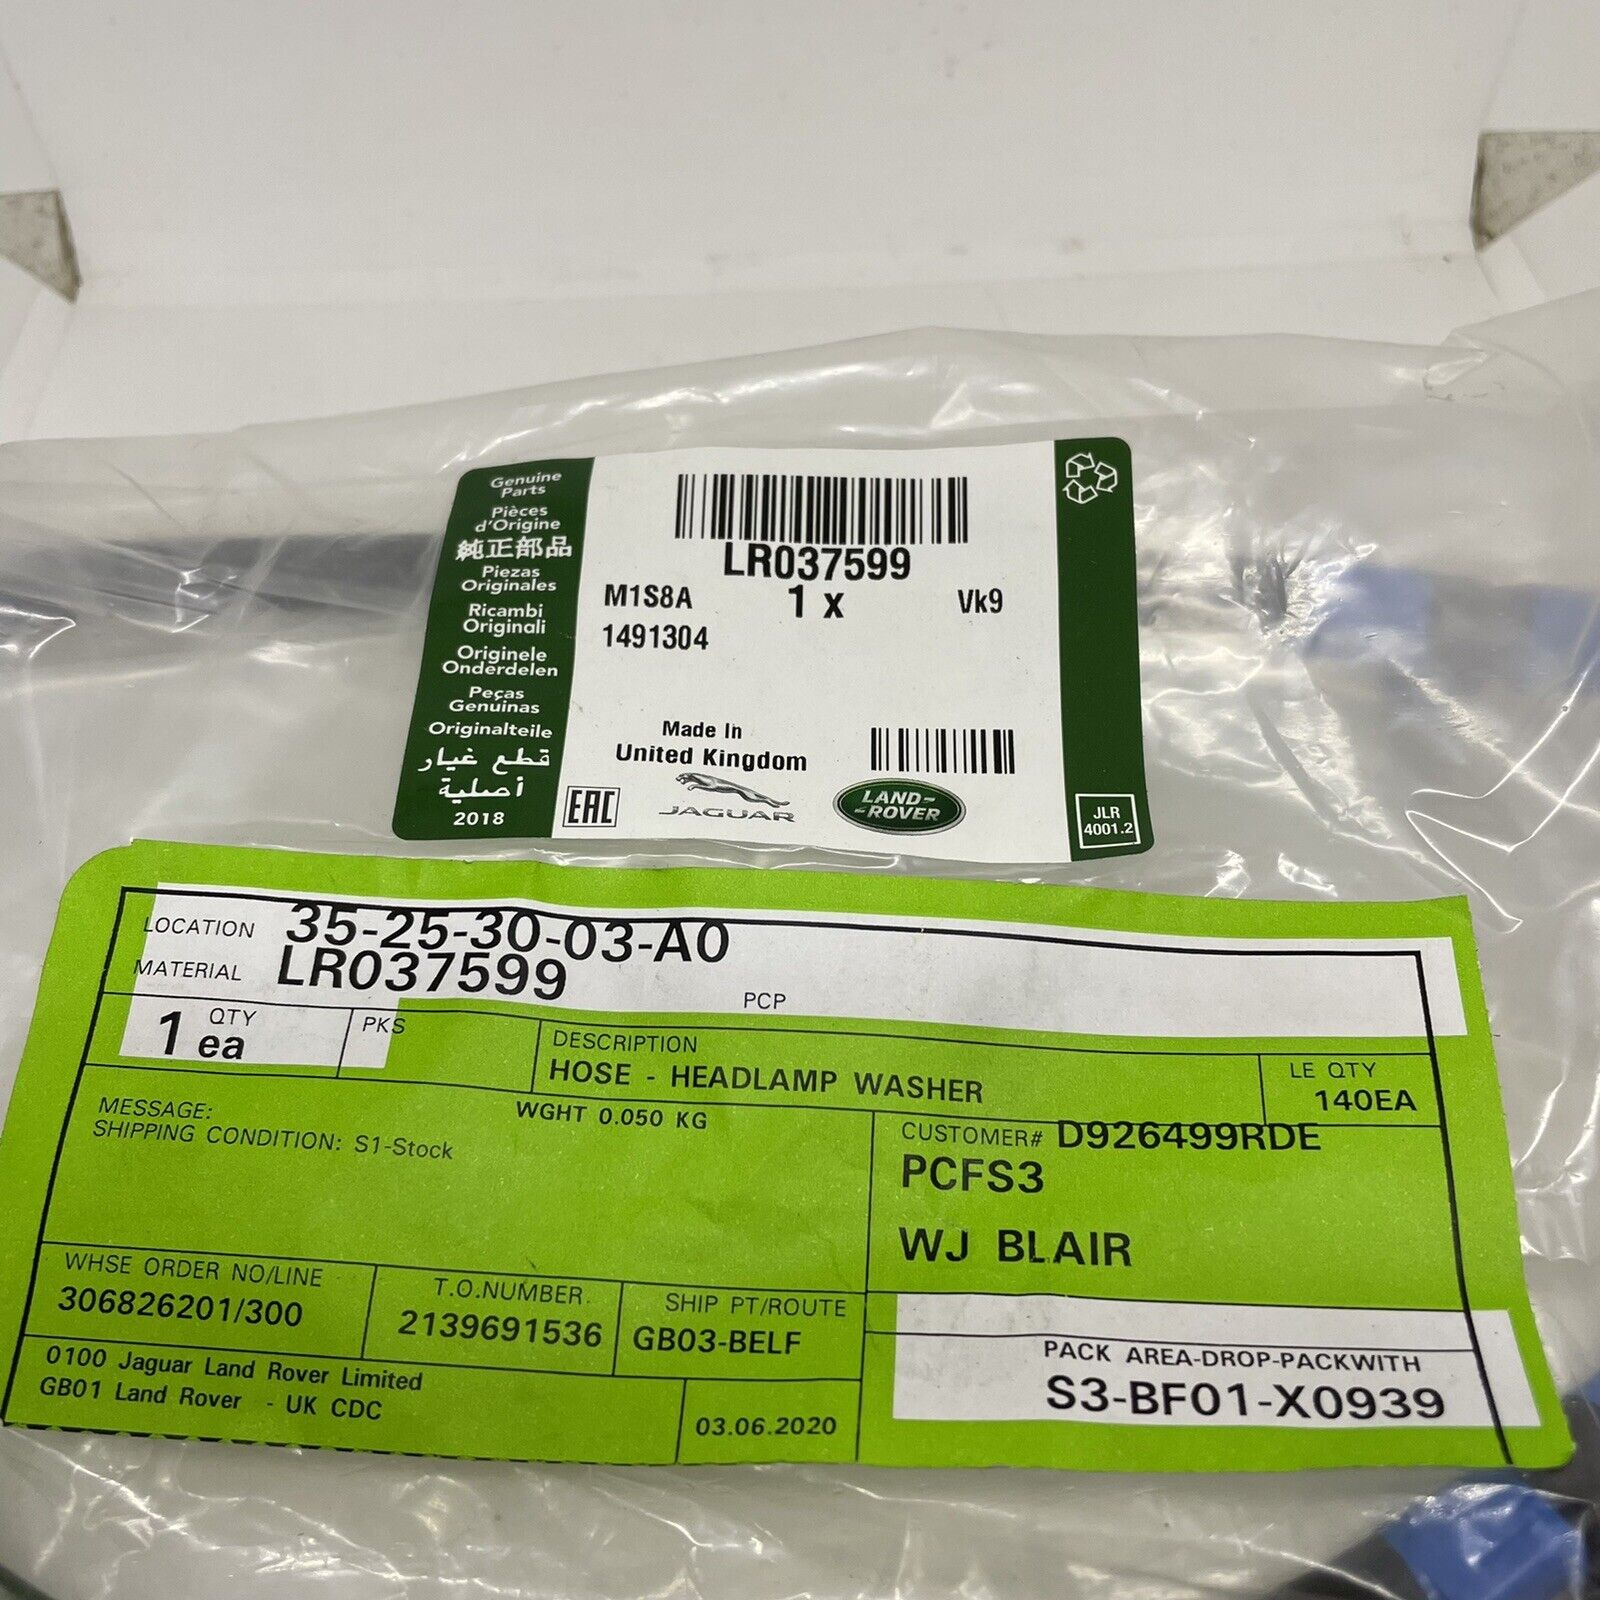 Genuine
Parts
Pièces
d'Origine
純正部品
Piezas
Originales
Ricambi
Originali
Originele
Onderdelen
Peças
Genuinas
Originalteile
قطع غيار
أصلية
2018
LR037599
M1S8A 1 x Vk9
1491304
Made In
United Kingdom
EAC
JAGUAR
LAND-
-ROVER
JLR
4001.2
LOCATION 35-25-30-03-A0
MATERIAL LR037599
PCP
QTY
1 ea
PKS
DESCRIPTION
HOSE - HEADLAMP WASHER
LE QTY
140EA
MESSAGE:
WGHT 0.050 KG
SHIPPING CONDITION: S1-Stock
CUSTOMER# D926499RDE
PCFS3
WJ BLAIR
WHSE ORDER NO/LINE
306826201/300
T.O.NUMBER.
2139691536
SHIP PT/ROUTE
GB03-BELF
PACK AREA-DROP-PACKWITH
S3-BF01-X0939
0100 Jaguar Land Rover Limited
GB01 Land Rover - UK CDC
03.06.2020